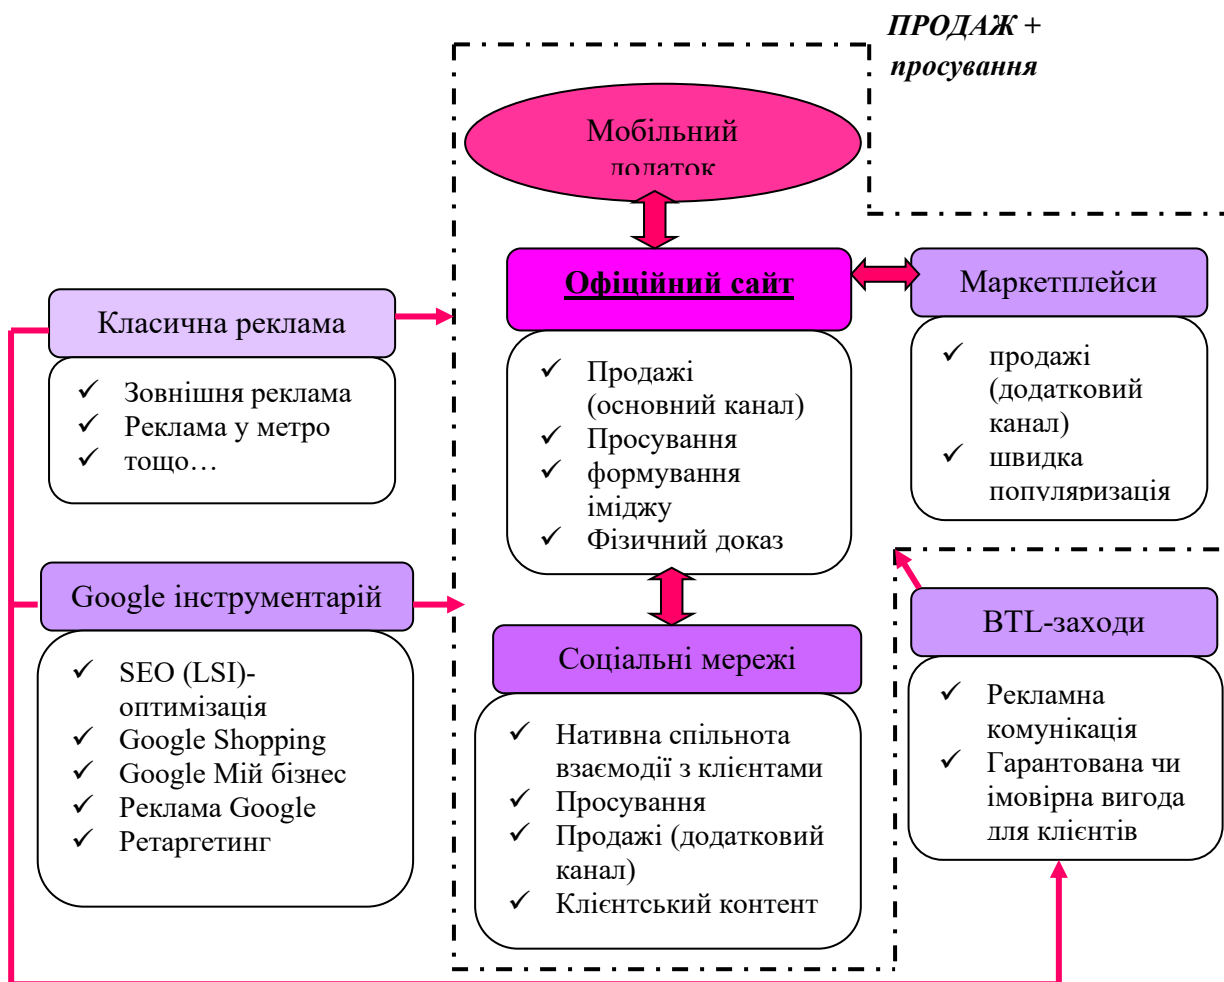 ПРОДАЖ +
просування
Мобільний
додаток
Офіційний сайт
Продажі
(основний канал)
Просування
формування
іміджу
Фізичний доказ
Маркетплейси
продажі
(додатковий
канал)
швидка
популяризація
Класична реклама
Зовнішня реклама
Реклама у метро
тощо…
Google інструментарій
SEO (LSI)-
оптимізація
Google Shopping
Google Мій бізнес
Реклама Google
Ретаргетинг
Соціальні мережі
Нативна спільнота
взаємодії з клієнтами
Просування
Продажі (додатковий
канал)
Клієнтський контент
BTL-заходи
Рекламна
комунікація
Гарантована чи
імовірна вигода
для клієнтів